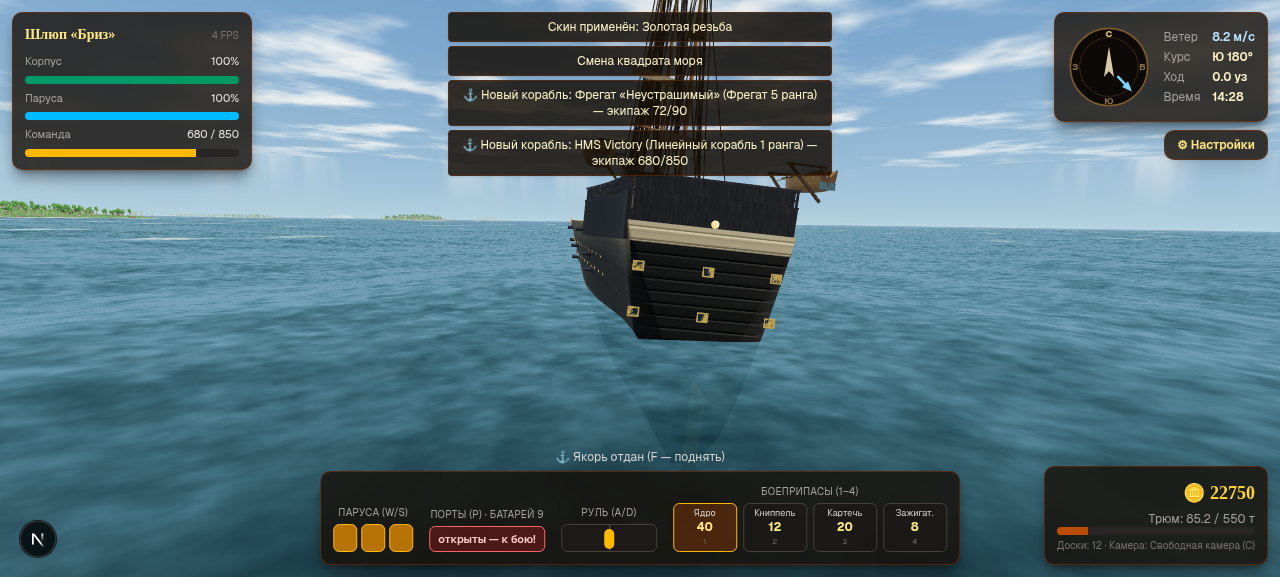 Шлюп «Бриз»
4 FPS
Корпус 100%
Паруса 100%
Команда 680 / 850
Скин применён: Золотая резьба
Смена квадрата моря
⚓ Новый корабль: Фрегат «Неустрашимый» (Фрегат 5 ранга)
— экипаж 72/90
⚓ Новый корабль: HMS Victory (Линейный корабль 1 ранга) —
экипаж 680/850
С
З
В
Ю
Ветер 8.2 м/с
Курс Ю 180°
Ход 0.0 уз
Время 14:28
⚙ Настройки
⚓ Якорь отдан (F — поднять)
ПАРУСА (W/S)
ПОРТЫ (P) · БАТАРЕЙ 9
открыты — к бою!
РУЛЬ (A/D)
БОЕПРИПАСЫ (1–4)
Ядро
40
1
Книппель
12
2
Картечь
20
3
Зажигат.
8
4
22750
Трюм: 85.2 / 550 т
Доски: 12 · Камера: Свободная камера (C)
N